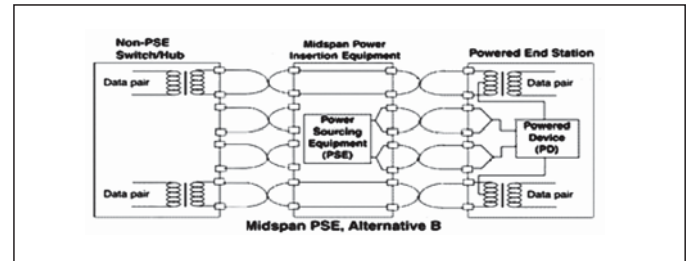 Non-PSE
Switch/Hub
Midspan Power
Insertion Equipment
Powered End Station
Data pair
Data pair
Power
Sourcing
Equipment
(PSE)
Powered
Device
(PD)
Data pair
Data pair
Midspan PSE, Alternative B